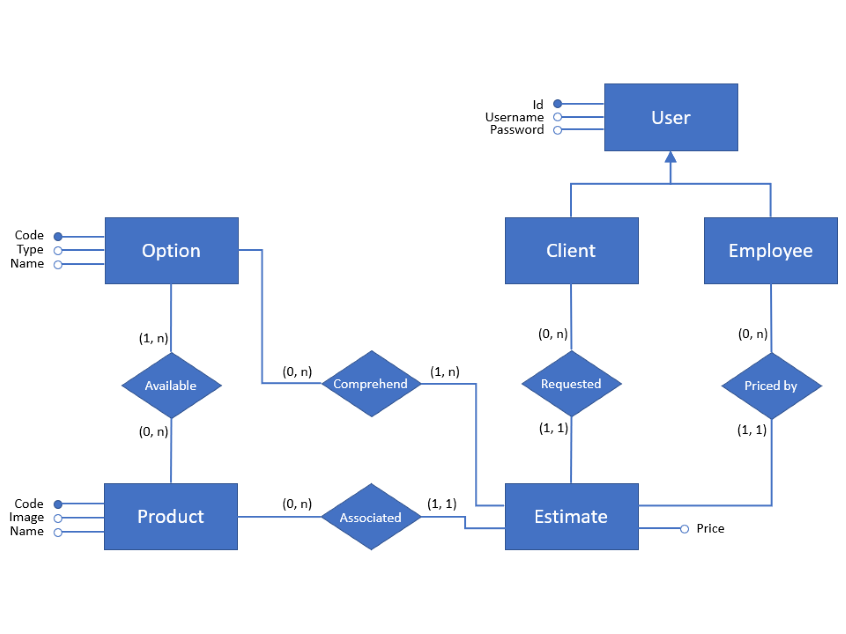 Id
Username
Password
User
Code
Type
Name
Option
Client
Employee
(1, n)
(0, n)
(0, n)
(0, n)
(1, n)
Available
Comprehend
Requested
Priced by
(0, n)
(1, 1)
(1, 1)
Code
Image
Name
Product
(0, n)
Associated
(1, 1)
Estimate
Price